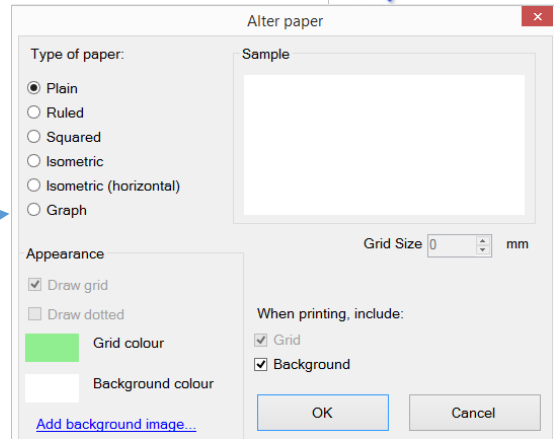 Alter paper
Type of paper:
Plain
Ruled
Squared
Isometric
Isometric (horizontal)
Graph
Sample
Grid Size 0 mm
Appearance
Draw grid
Draw dotted
Grid colour
Background colour
Add background image...
When printing, include:
Grid
Background
OK
Cancel